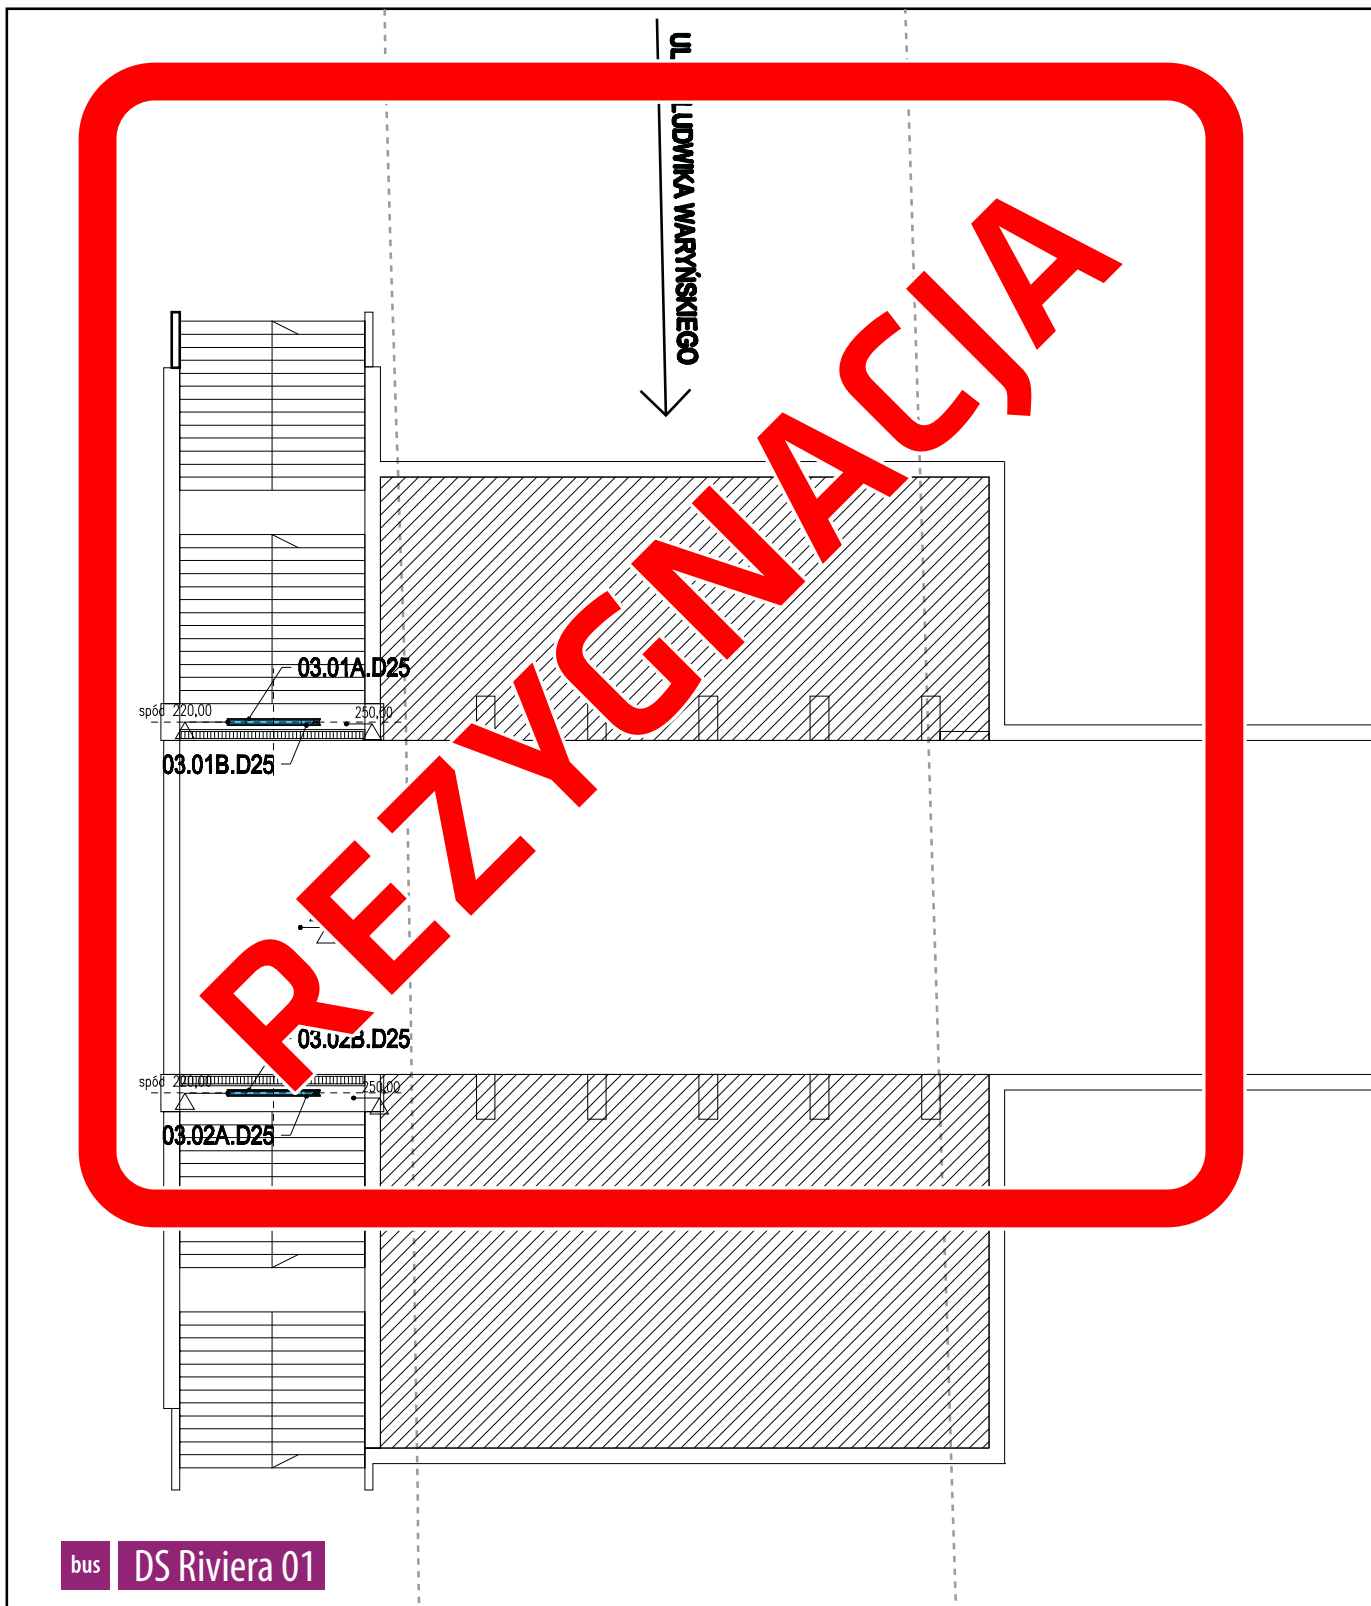 UL. LUDWIKA WARYŃSKIEGO
REZYGNACJA
03.01A.D25
spód 220,00
250,00
03.01B.D25
03.02B.D25
spód 220,00
250,00
03.02A.D25
bus DS Riviera 01